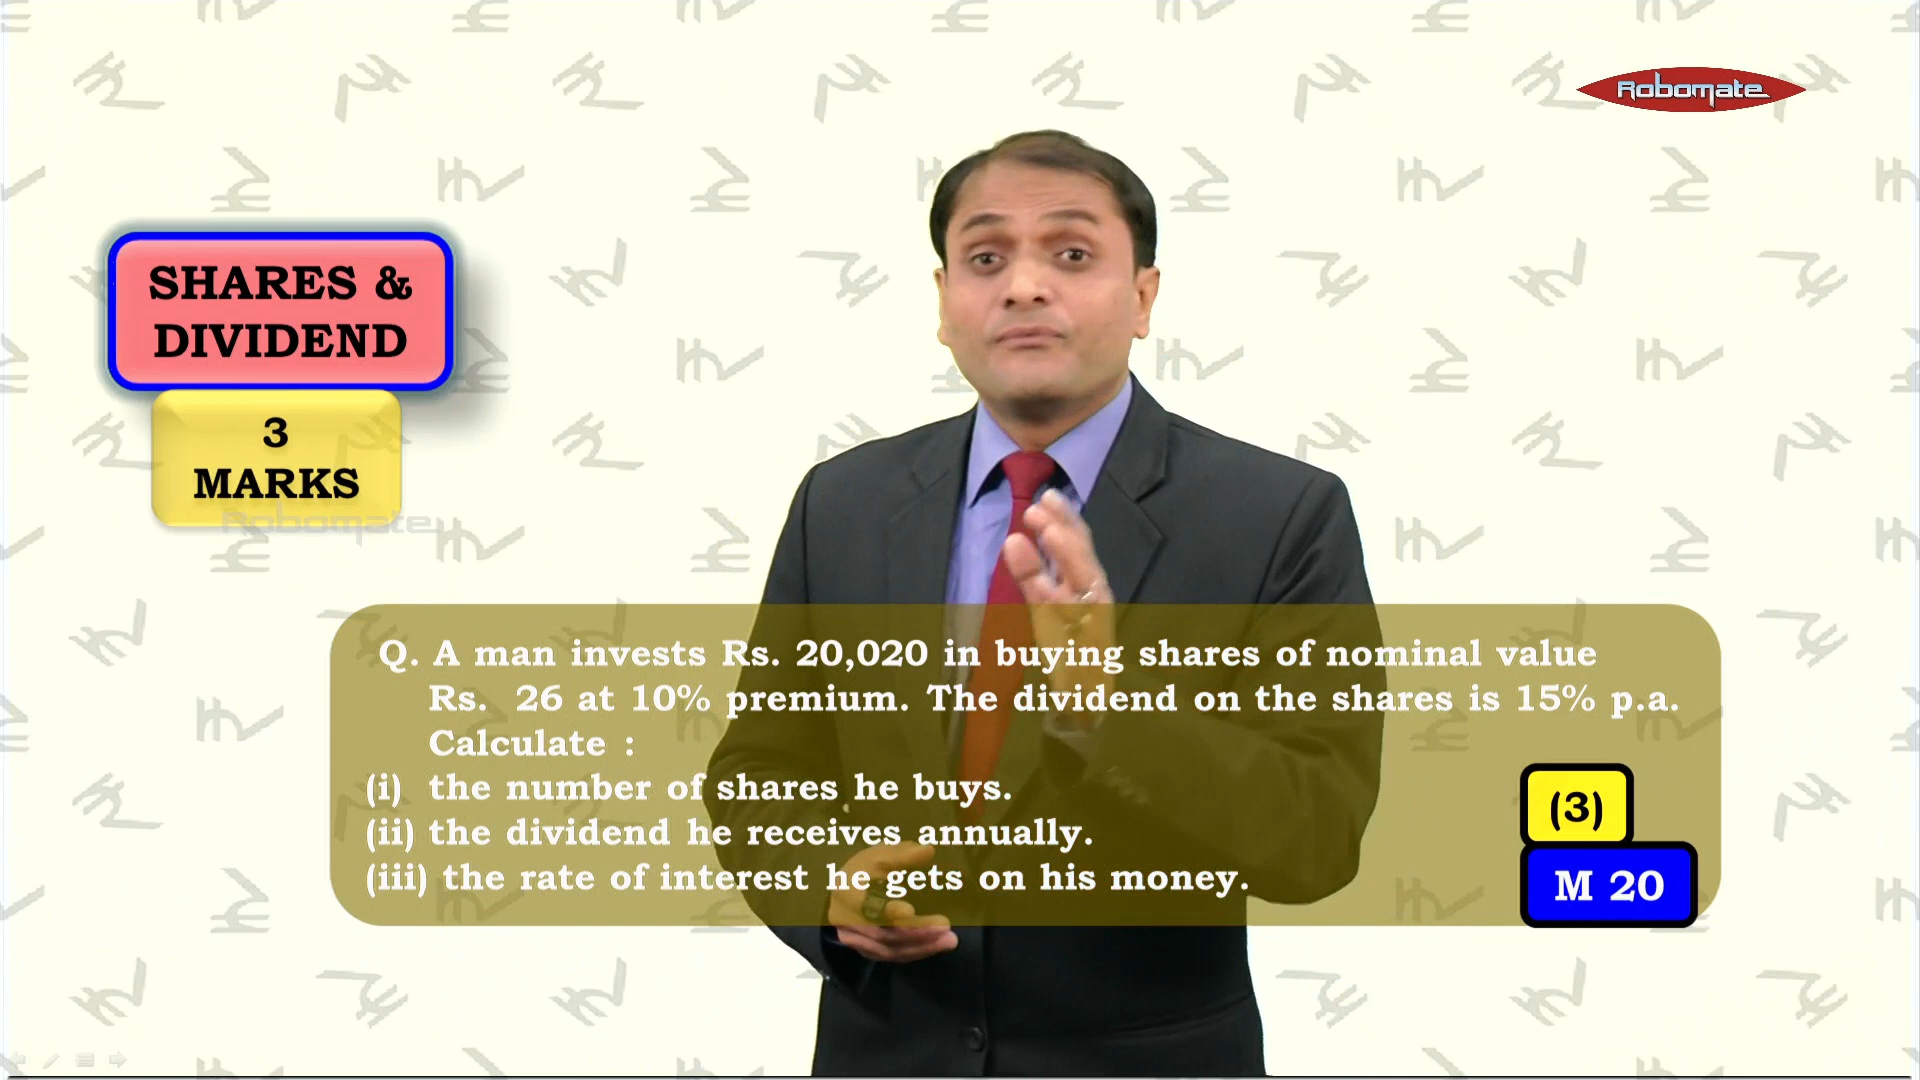 Robomate
SHARES &
DIVIDEND
3
MARKS
Robomate
Q. A man invests Rs. 20,020 in buying shares of nominal value
Rs. 26 at 10% premium. The dividend on the shares is 15% p.a.
Calculate :
(i) the number of shares he buys.
(ii) the dividend he receives annually.
(iii) the rate of interest he gets on his money.
(3)
M 20